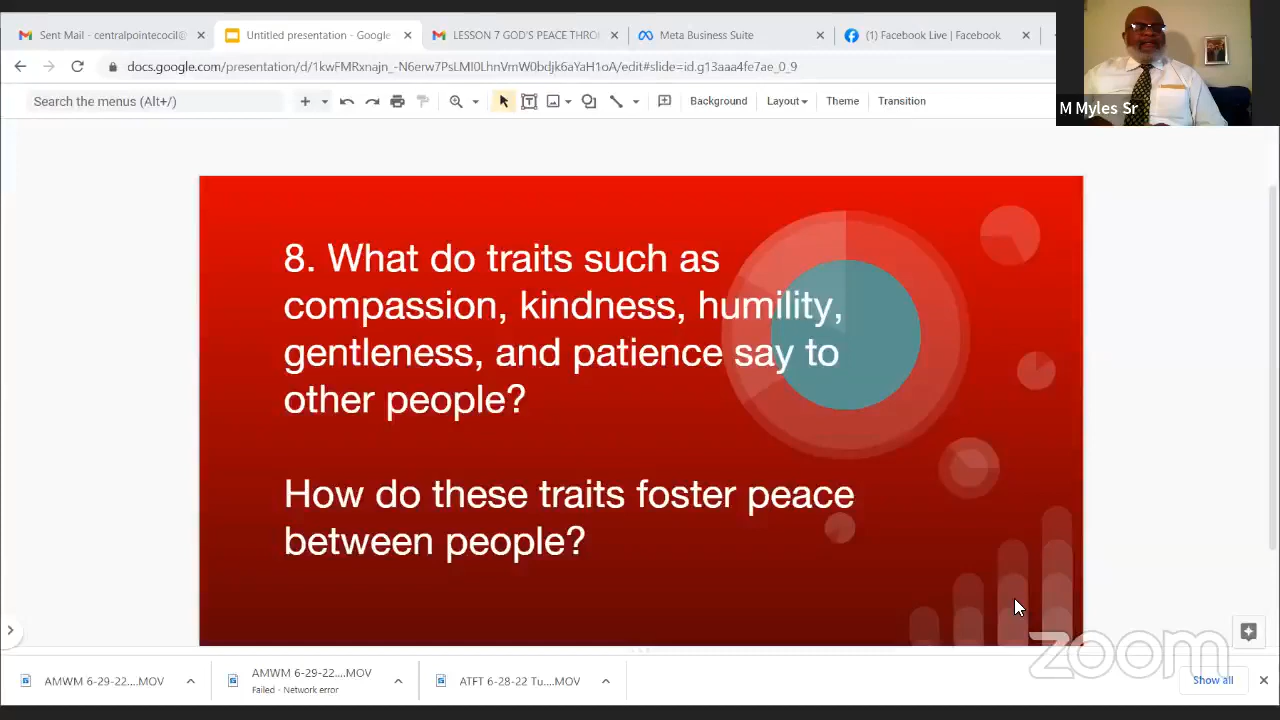 Sent Mail - centralpointecocil@
Untitled presentation - Google
LESSON 7 GOD'S PEACE THRO
Meta Business Suite
(1) Facebook Live | Facebook
docs.google.com/presentation/d/1kwFMRxnajn_-N6erw7PsLMl0LhnVmW0bdjk6aYaH1oA/edit#slide=id.g13aaa4fe7ae_0_9
Search the menus (Alt+/)
Background
Layout
Theme
Transition
M Myles Sr
8. What do traits such as
compassion, kindness, humility,
gentleness, and patience say to
other people?
How do these traits foster peace
between people?
zoom
AMWM 6-29-22....MOV
AMWM 6-29-22....MOV
Failed - Network error
ATFT 6-28-22 Tu....MOV
Show all